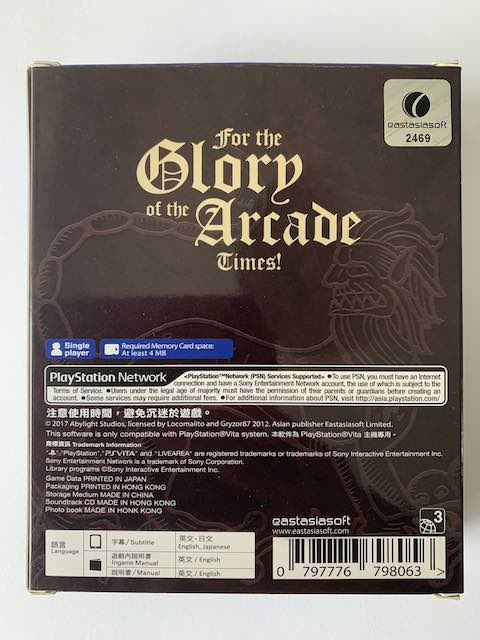 eastasiasoft
2469
For the
Glory
of the
Arcade
Times!
Single player
Required Memory Card space:
At least 4 MB
PlayStation Network
<PlayStation™Network (PSN) Services Supported> ●To use PSN, you must have an Internet
connection and have a Sony Entertainment Network account, the use of which is subject to the
Terms of Service. ●Users under the legal age of majority must have the permission of their parents or guardians before creating an
account. ●Some services may require additional fees. ●For additional information about PSN, visit http://asia.playstation.com/
注意使用時間，避免沉迷於遊戲。
© 2017 Abylight Studios, licensed by Locomalito and Gryzor87 2012. Asian publisher Eastasiasoft Limited.
This software is only compatible with PlayStation®Vita system. 本軟件為 PlayStation®Vita 主機專用。
商標資訊 Trademark Information
"PlayStation", "PSVITA" and "LIVEAREA" are registered trademarks or trademarks of Sony Interactive Entertainment Inc.
Sony Entertainment Network is a trademark of Sony Corporation.
Library programs ©Sony Interactive Entertainment Inc.
Game Data PRINTED IN JAPAN
Packaging PRINTED IN HONG KONG
Storage Medium MADE IN CHINA
Soundtrack CD MADE IN HONG KONG
Photo book MADE IN HONK KONG
語言
Language
字幕 / Subtitle
英文・日文
English, Japanese
遊戲內說明書
Ingame Manual
英文 / English
說明書 / Manual
英文 / English
eastasiasoft
www.eastasiasoft.com
3
0 797776 798063 >